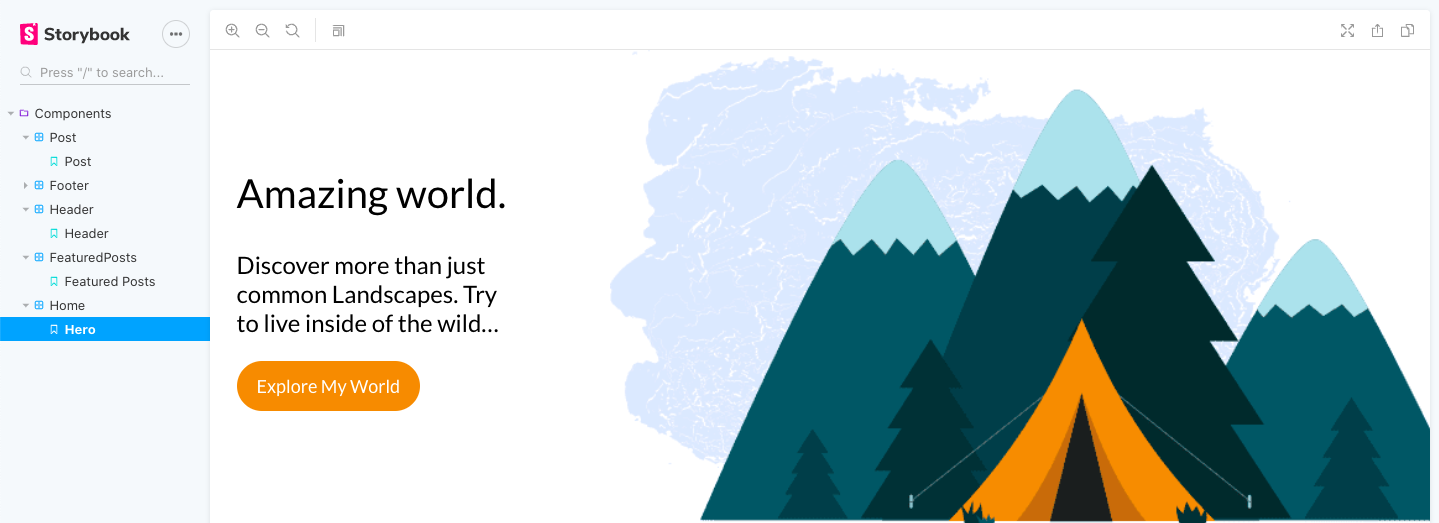 Storybook
Press "/" to search...
Components
Post
Post
Footer
Header
Header
FeaturedPosts
Featured Posts
Home
Hero
Amazing world.
Discover more than just
common Landscapes. Try
to live inside of the wild...
Explore My World